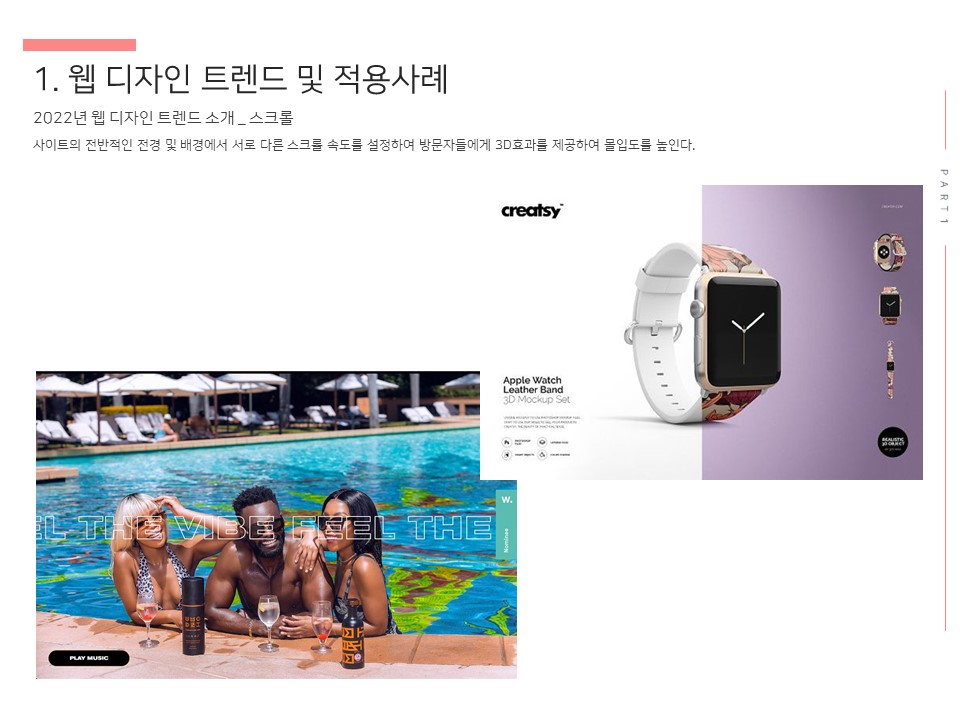 1. 웹 디자인 트렌드 및 적용사례
2022년 웹 디자인 트렌드 소개 _ 스크롤
사이트의 전반적인 전경 및 배경에서 서로 다른 스크롤 속도를 설정하여 방문자들에게 3D효과를 제공하여 몰입도를 높인다.
PART1
creatsy™
Apple Watch
Leather Band
3D Mockup Set
REALISTIC
3D OBJECT
W.
Nominee
EL THE VIBE FEEL THE
PLAY MUSIC